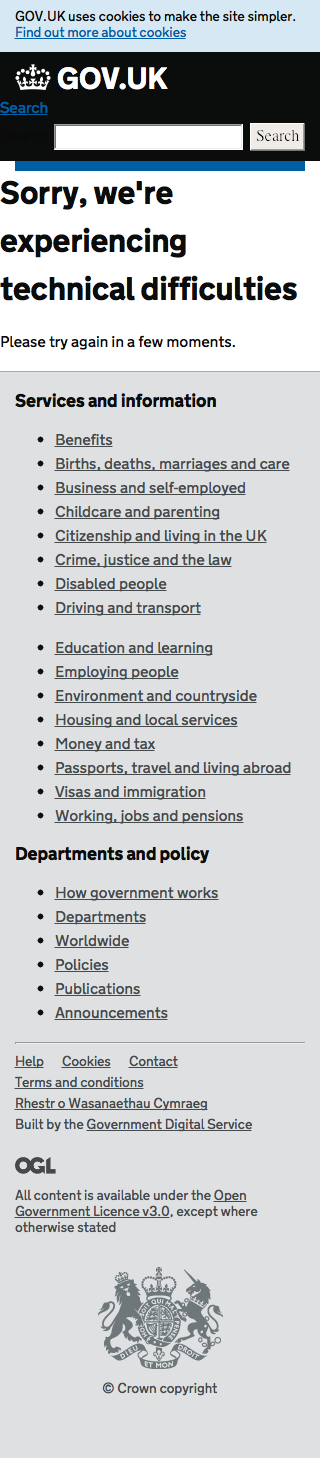 GOV.UK uses cookies to make the site simpler.
Find out more about cookies
GOV.UK
Search
Search
Sorry, we're
experiencing
technical difficulties
Please try again in a few moments.
Services and information
Benefits
Births, deaths, marriages and care
Business and self-employed
Childcare and parenting
Citizenship and living in the UK
Crime, justice and the law
Disabled people
Driving and transport
Education and learning
Employing people
Environment and countryside
Housing and local services
Money and tax
Passports, travel and living abroad
Visas and immigration
Working, jobs and pensions
Departments and policy
How government works
Departments
Worldwide
Policies
Publications
Announcements
Help Cookies Contact
Terms and conditions
Rhestr o Wasanaethau Cymraeg
Built by the Government Digital Service
OGL
All content is available under the Open
Government Licence v3.0, except where
otherwise stated
DIEU ET MON DROIT
© Crown copyright